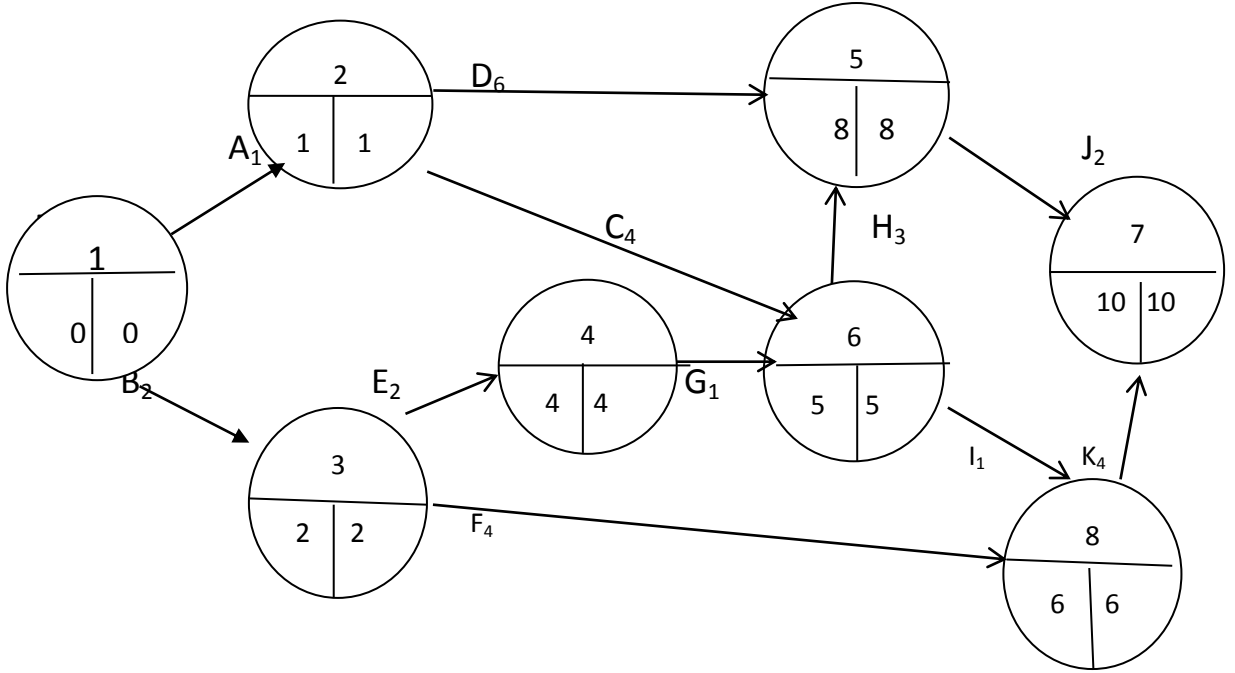 5
2
D₆
8 8
A₁
1 1
J₂
C₄
H₃
7
1
10 10
0 0
4
6
B₂
E₂
G₁
4 4
5 5
3
I₁
K₄
F₄
2 2
8
6 6